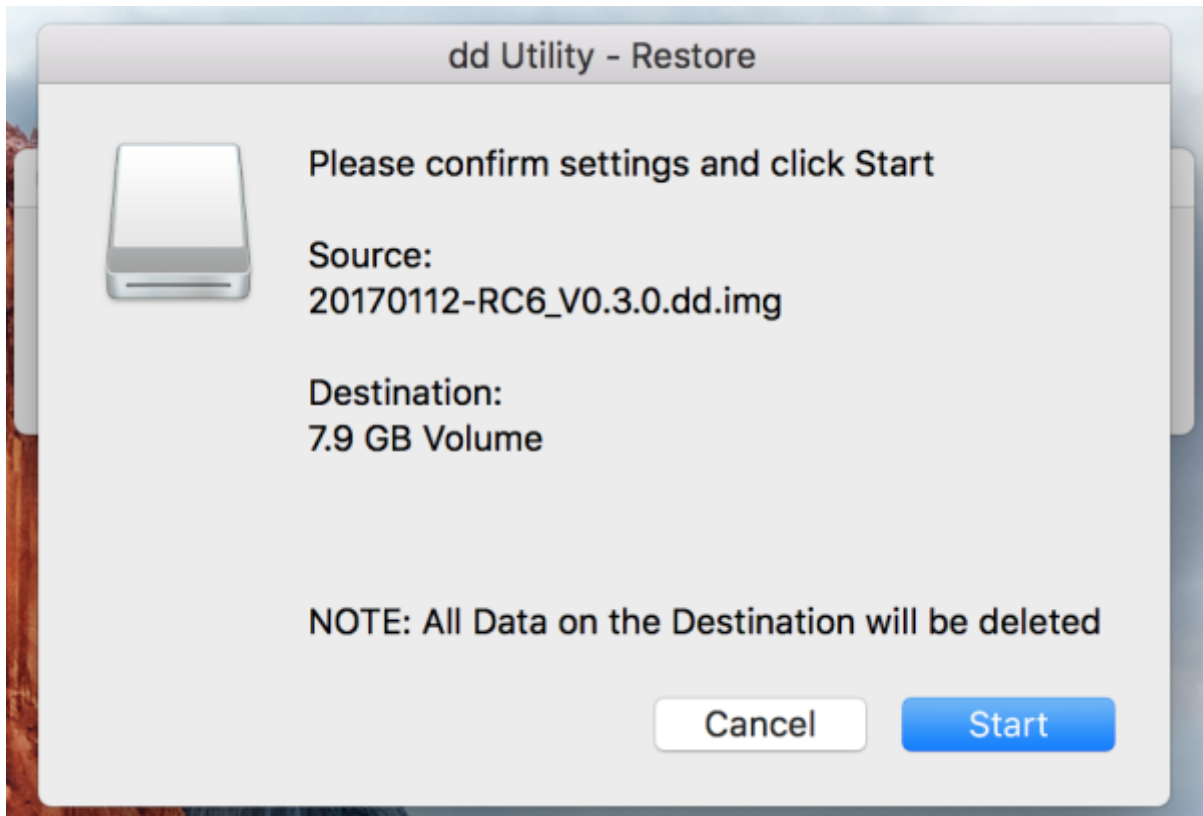 dd Utility - Restore
Please confirm settings and click Start
Source:
20170112-RC6_V0.3.0.dd.img
Destination:
7.9 GB Volume
NOTE: All Data on the Destination will be deleted
Cancel
Start